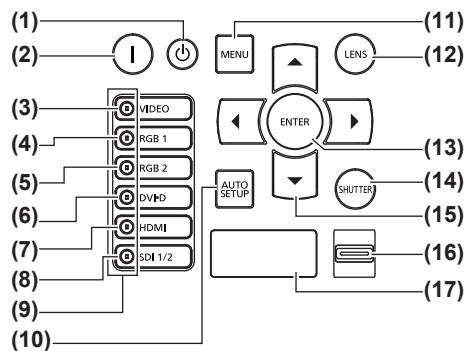 (1)
(2)
(3)
(4)
(5)
(6)
(7)
(8)
(9)
(10)
VIDEO
RGB 1
RGB 2
DVI-D
HDMI
SDI 1/2
MENU
LENS
ENTER
AUTO
SETUP
SHUTTER
(11)
(12)
(13)
(14)
(15)
(16)
(17)